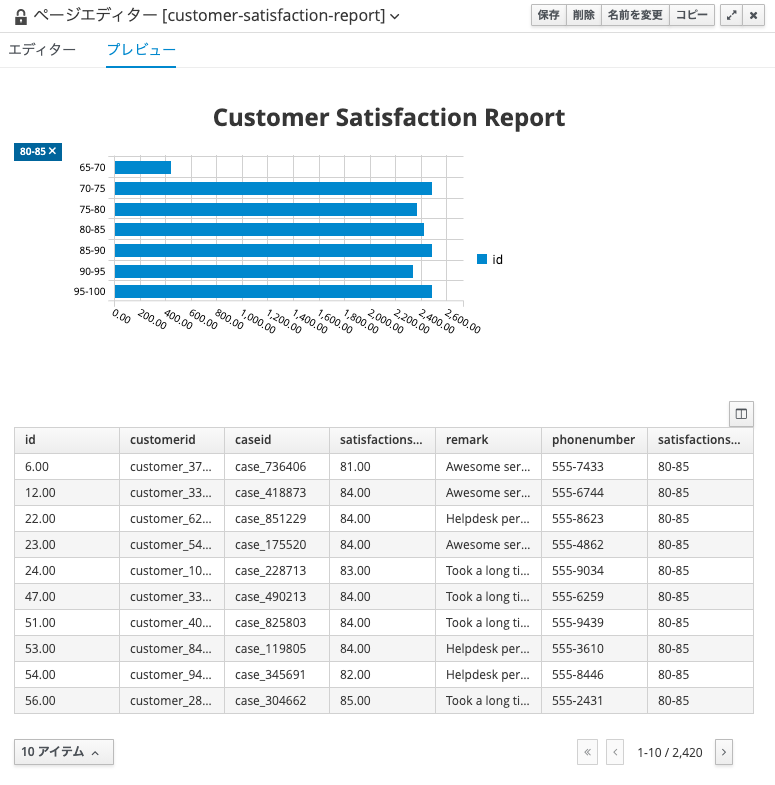 ページエディター [customer-satisfaction-report]
保存 削除 名前を変更 コピー
エディター プレビュー
Customer Satisfaction Report
80-85 ×
65-70
70-75
75-80
80-85
85-90
90-95
95-100
id
0.00 200.00 400.00 600.00 800.00 1,000.00 1,200.00 1,400.00 1,600.00 1,800.00 2,000.00 2,200.00 2,400.00 2,600.00
id customerid caseid satisfactions... remark phonenumber satisfactions...
6.00 customer_37... case_736406 81.00 Awesome ser... 555-7433 80-85
12.00 customer_33... case_418873 84.00 Awesome ser... 555-6744 80-85
22.00 customer_62... case_851229 84.00 Helpdesk per... 555-8623 80-85
23.00 customer_54... case_175520 84.00 Awesome ser... 555-4862 80-85
24.00 customer_10... case_228713 83.00 Took a long ti... 555-9034 80-85
47.00 customer_33... case_490213 84.00 Took a long ti... 555-6259 80-85
51.00 customer_40... case_825803 84.00 Took a long ti... 555-9439 80-85
53.00 customer_84... case_119805 84.00 Helpdesk per... 555-3610 80-85
54.00 customer_94... case_345691 82.00 Helpdesk per... 555-8446 80-85
56.00 customer_28... case_304662 85.00 Took a long ti... 555-2431 80-85
10 アイテム « ‹ 1-10 / 2,420 ›